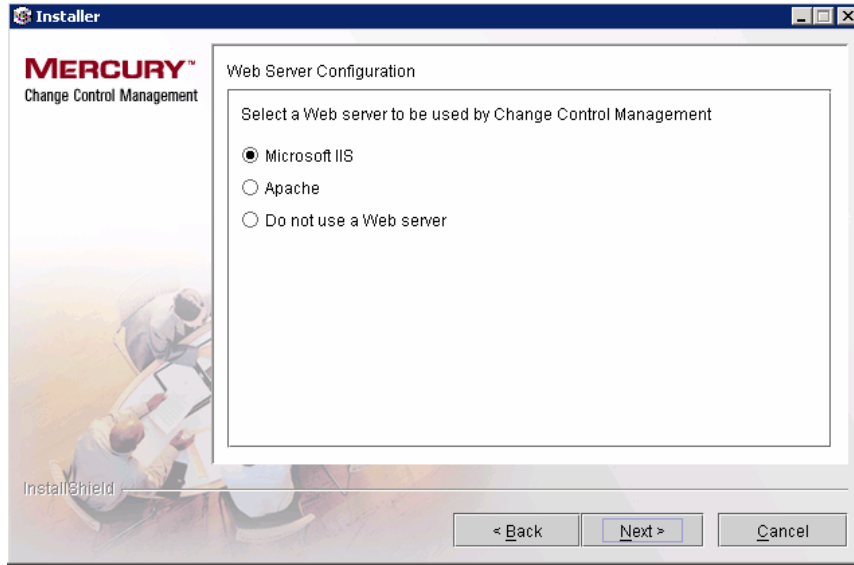 Installer
MERCURY™
Change Control Management
Web Server Configuration
Select a Web server to be used by Change Control Management
Microsoft IIS
Apache
Do not use a Web server
InstallShield
< Back
Next >
Cancel